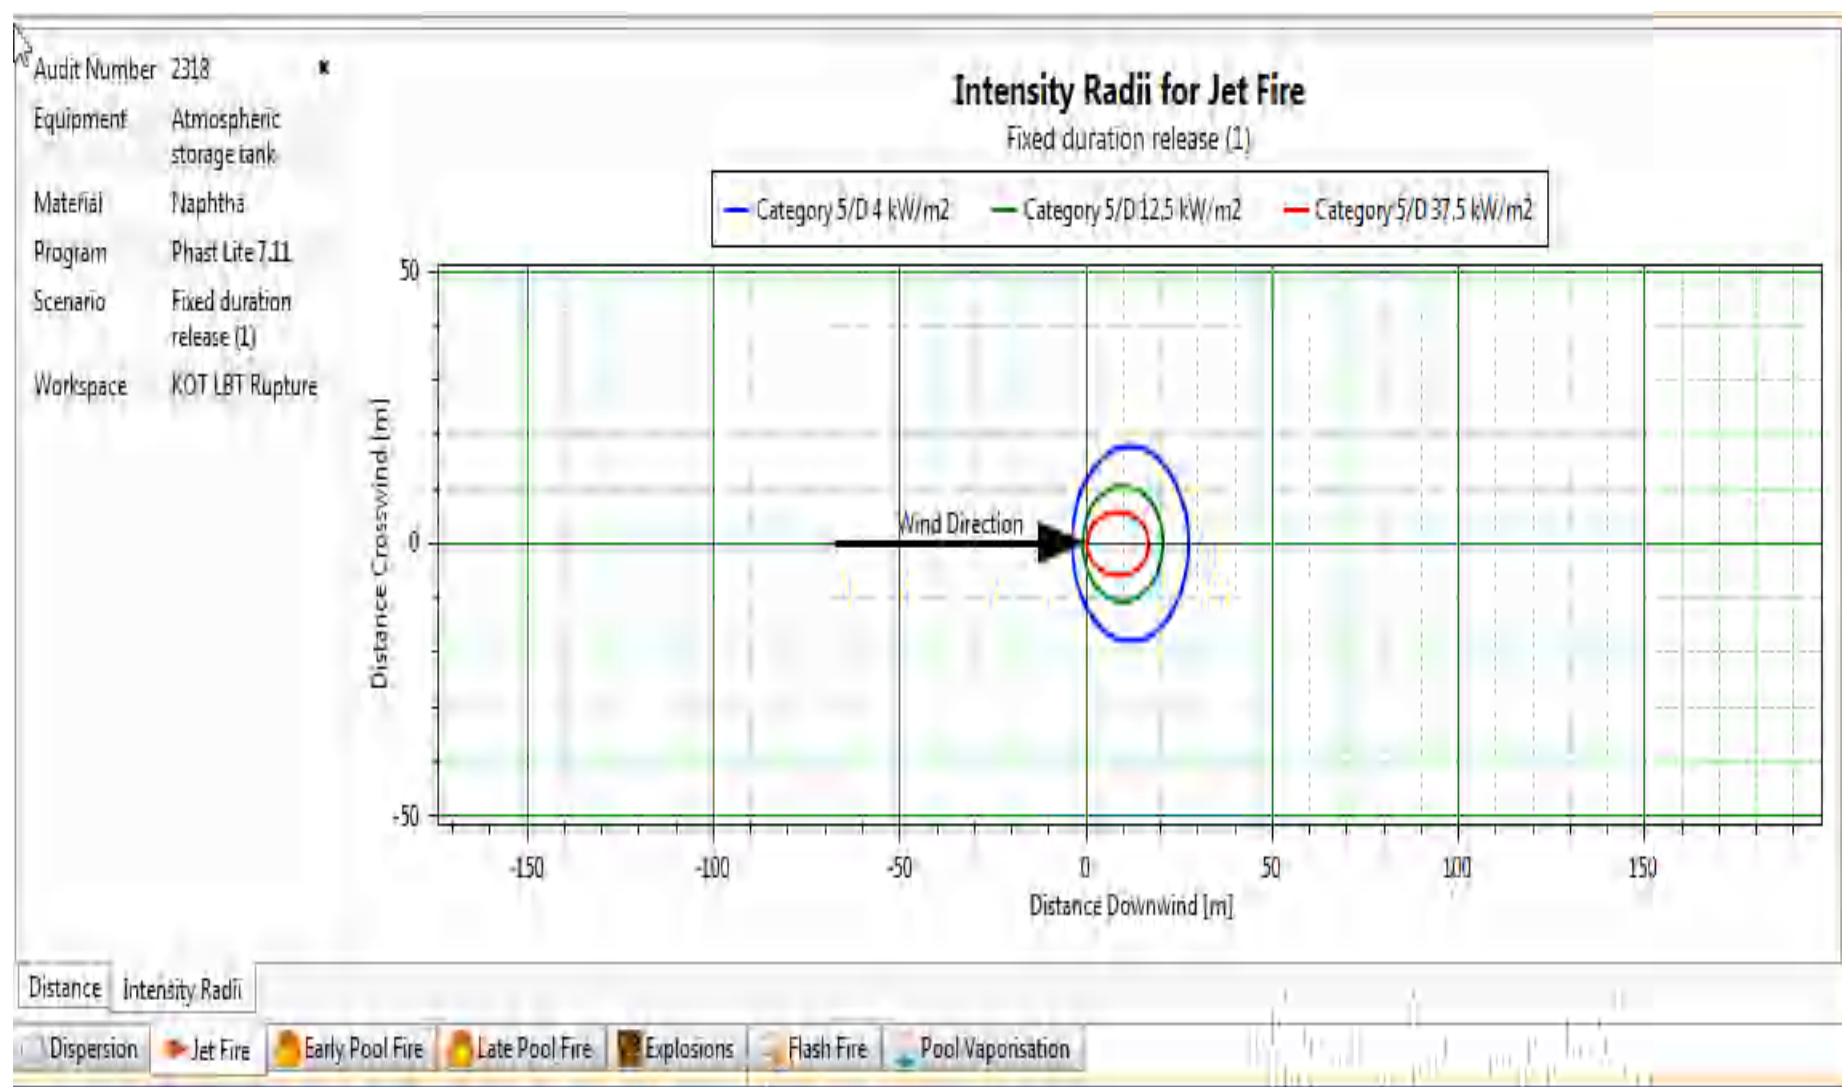 Audit Number 2318
Equipment Atmospheric
storage tank
Material Naphtha
Program Phast Lite 7.11
Scenario Fixed duration
release (1)
Workspace KOT LBT Rupture
Intensity Radii for Jet Fire
Fixed duration release (1)
Category 5/D 4 kW/m2 Category 5/D 12.5 kW/m2 Category 5/D 37.5 kW/m2
50
0
-50
Distance Crosswind [m]
Wind Direction
-150 -100 -50 0 50 100 150
Distance Downwind [m]
Distance Intensity Radii
Dispersion Jet Fire Early Pool Fire Late Pool Fire Explosions Flash Fire Pool Vaporisation